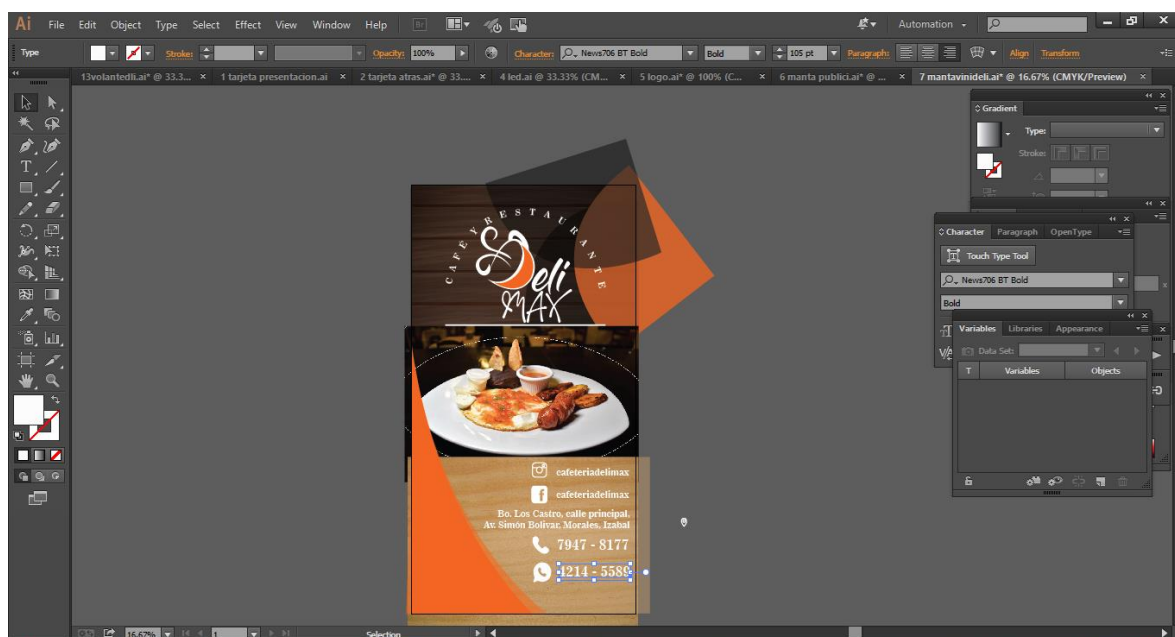 Ai File Edit Object Type Select Effect View Window Help Br Automation
Type Stroke: Opacity: 100% Character: News706 BT Bold Bold 105 pt Paragraph: Align Transform
13volantedli.ai* @ 33.3... × 1 tarjeta presentacion.ai × 2 tarjeta atras.ai* @ 33.... × 4 led.ai @ 33.33% (CM... × 5 logo.ai* @ 100% (C... × 6 manta publici.ai* @ ... × 7 mantavinideli.ai* @ 16.67% (CMYK/Preview) ×
Gradient
Type:
Stroke:
Character Paragraph OpenType
Touch Type Tool
News706 BT Bold
Bold
Variables Libraries Appearance
Data Set:
T Variables Objects
CAFE Y RESTAURANTE
Deli
MAX
cafeteriadelimax
cafeteriadelimax
Bo. Los Castro, calle principal.
Av. Simón Bolivar, Morales, Izabal
7947 - 8177
4214 - 5589
16.67% 1 Selection